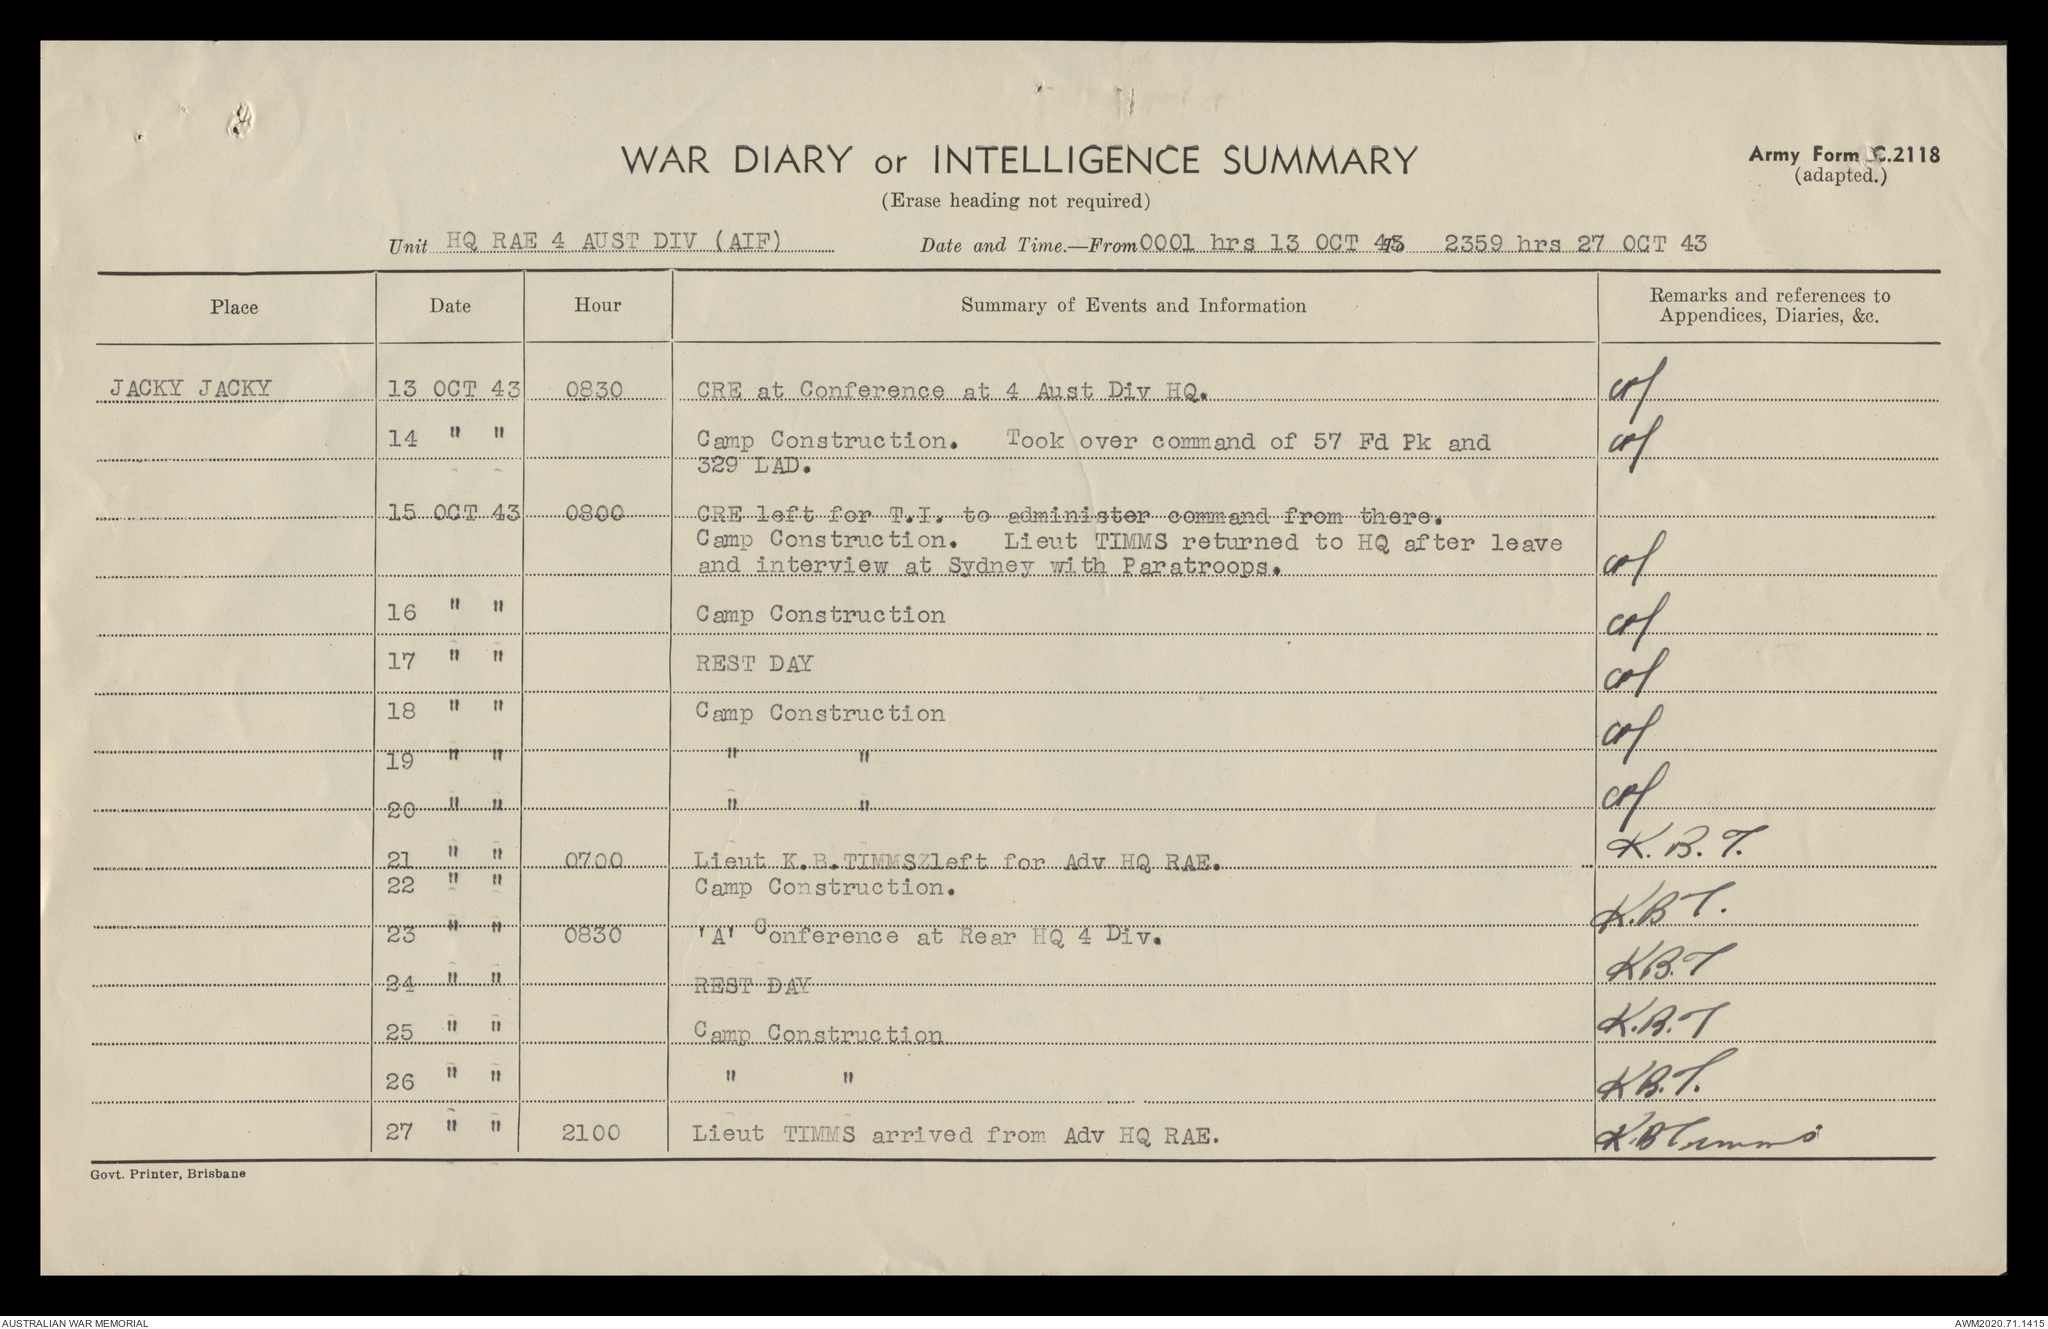 WAR DIARY or INTELLIGENCE SUMMARY
(Erase heading not required)
Army Form C.2118
(adapted.)
Unit HQ RAE 4 AUST DIV (AIF) Date and Time.—From 0001 hrs 13 OCT 43 To 2359 hrs 27 OCT 43
Place Date Hour Summary of Events and Information Remarks and references to
Appendices, Diaries, &c.
JACKY JACKY 13 OCT 43 0830 CRE at Conference at 4 Aust Div HQ.
14 " " Camp Construction. Took over command of 57 Fd Pk and
329 LAD.
15 OCT 43 0800 CRE left for T.I. to administer command from there.
Camp Construction. Lieut TIMMS returned to HQ after leave
and interview at Sydney with Paratroops.
16 " " Camp Construction
17 " " REST DAY
18 " " Camp Construction
19 " " " "
20 " " " "
21 " " 0700 Lieut K.B.TIMMS left for Adv HQ RAE. K. B. T.
22 " " Camp Construction. K.B T.
23 " " 0830 'A' Conference at Rear HQ 4 Div. K B. T
24 " " REST DAY K.B.T
25 " " Camp Construction K B. T.
26 " " " "
27 " " 2100 Lieut TIMMS arrived from Adv HQ RAE. K.B Timms
Govt. Printer, Brisbane
AUSTRALIAN WAR MEMORIAL AWM2020.71.1415